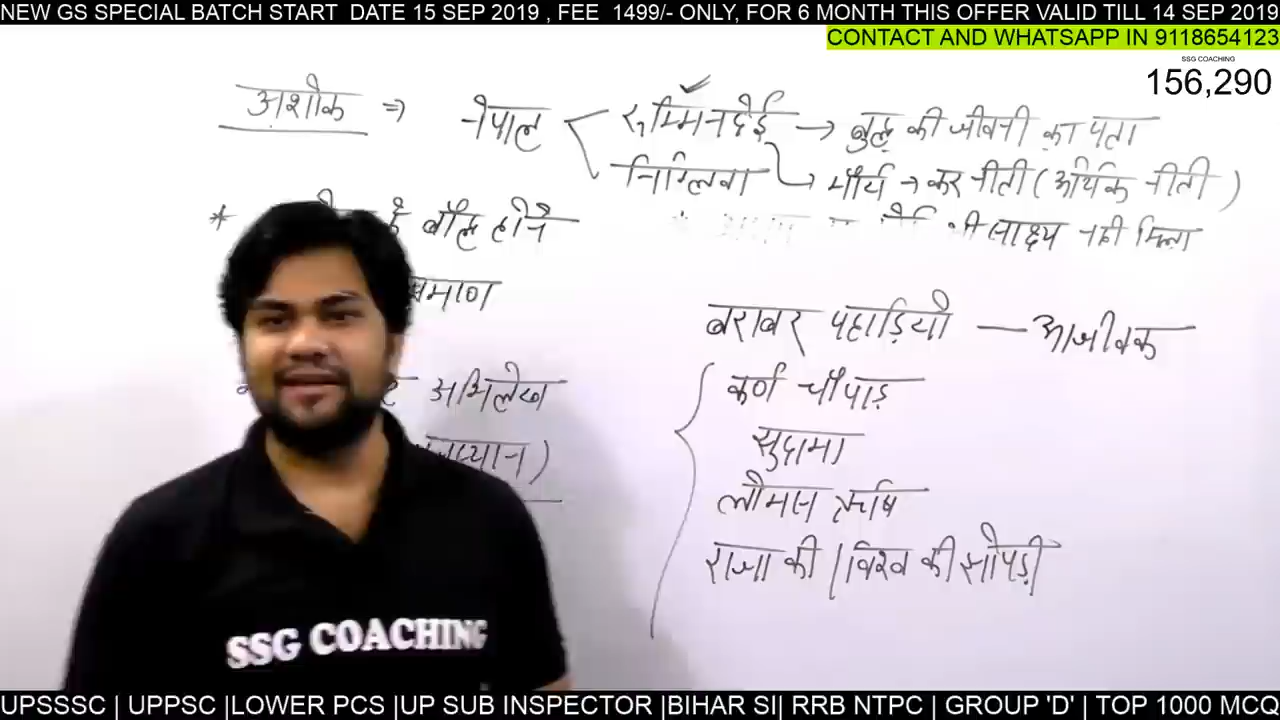 NEW GS SPECIAL BATCH START DATE 15 SEP 2019 , FEE 1499/- ONLY, FOR 6 MONTH THIS OFFER VALID TILL 14 SEP 2019
CONTACT AND WHATSAPP IN 9118654123
SSG COACHING
156,290
अशोक ⇒ नेपाल
रुम्मिनदेई → बुद्ध की जीवनी का पता
निग्लिवा
मौर्य → कर नीती ( अर्थिक नीती )
* के बौद्ध होने
साक्ष्य नही मिला
बराबर पहाड़ियों — आजीवक
अभिलेख
कर्ण चौपाड़
सुदामा
लोमस ऋषि
राजा की / विश्व की झोपड़ी
SSG COACHING
UPSSSC | UPPSC |LOWER PCS |UP SUB INSPECTOR |BIHAR SI| RRB NTPC | GROUP 'D' | TOP 1000 MCQ